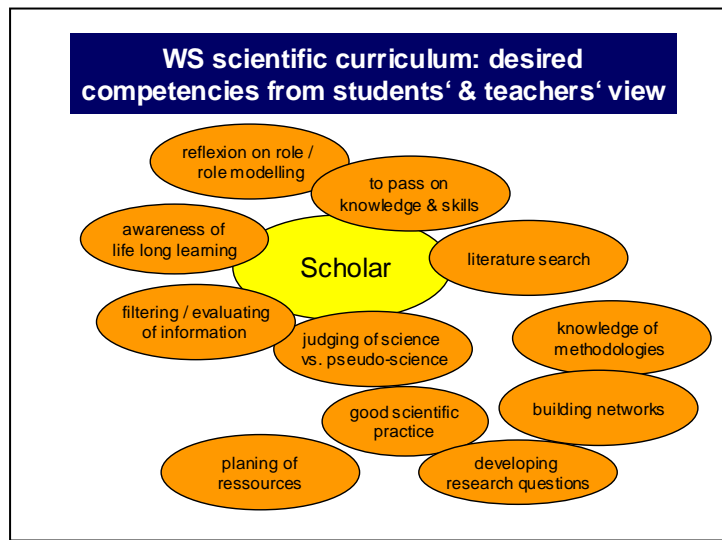 WS scientific curriculum: desired
competencies from students‘ & teachers‘ view
reflexion on role /
role modelling
to pass on
knowledge & skills
awareness of
life long learning
Scholar
literature search
filtering / evaluating
of information
judging of science
vs. pseudo-science
knowledge of
methodologies
good scientific
practice
building networks
planing of
ressources
developing
research questions